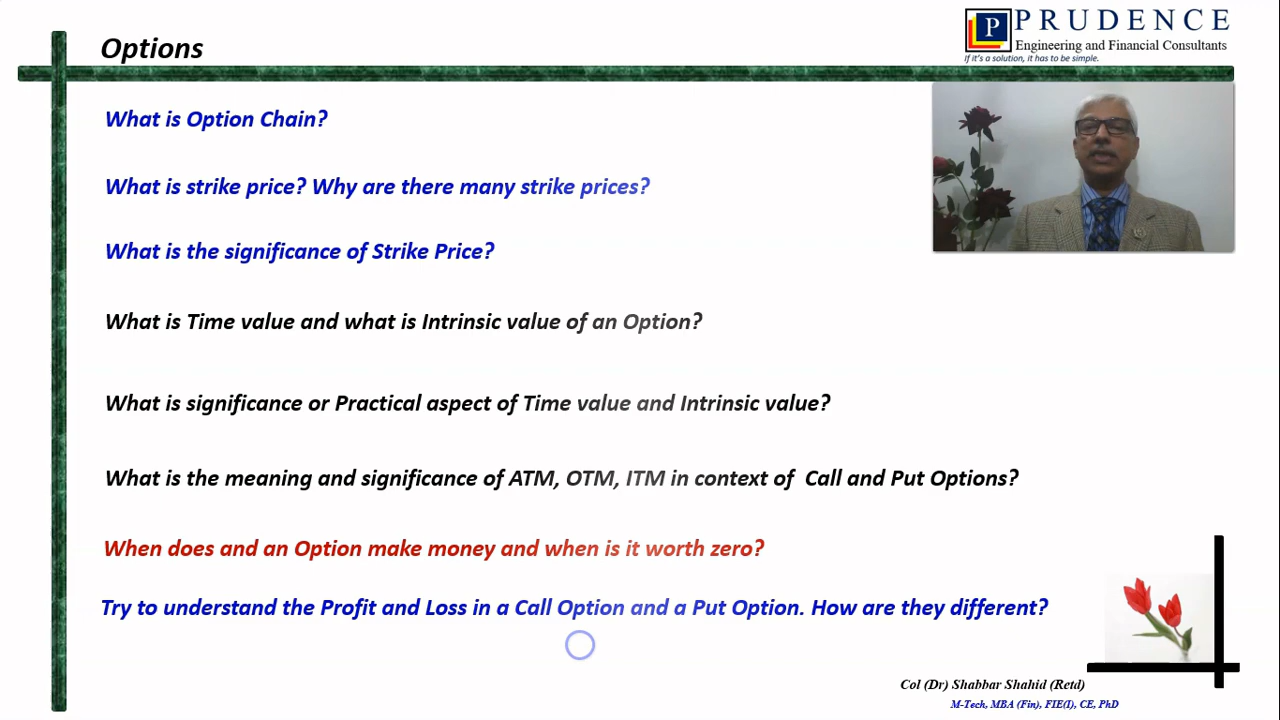 Options
P PRUDENCE
Engineering and Financial Consultants
If it's a solution, it has to be simple.
What is Option Chain?
What is strike price? Why are there many strike prices?
What is the significance of Strike Price?
What is Time value and what is Intrinsic value of an Option?
What is significance or Practical aspect of Time value and Intrinsic value?
What is the meaning and significance of ATM, OTM, ITM in context of Call and Put Options?
When does and an Option make money and when is it worth zero?
Try to understand the Profit and Loss in a Call Option and a Put Option. How are they different?
Col (Dr) Shabbar Shahid (Retd)
M-Tech, MBA (Fin), FIE(I), CE, PhD